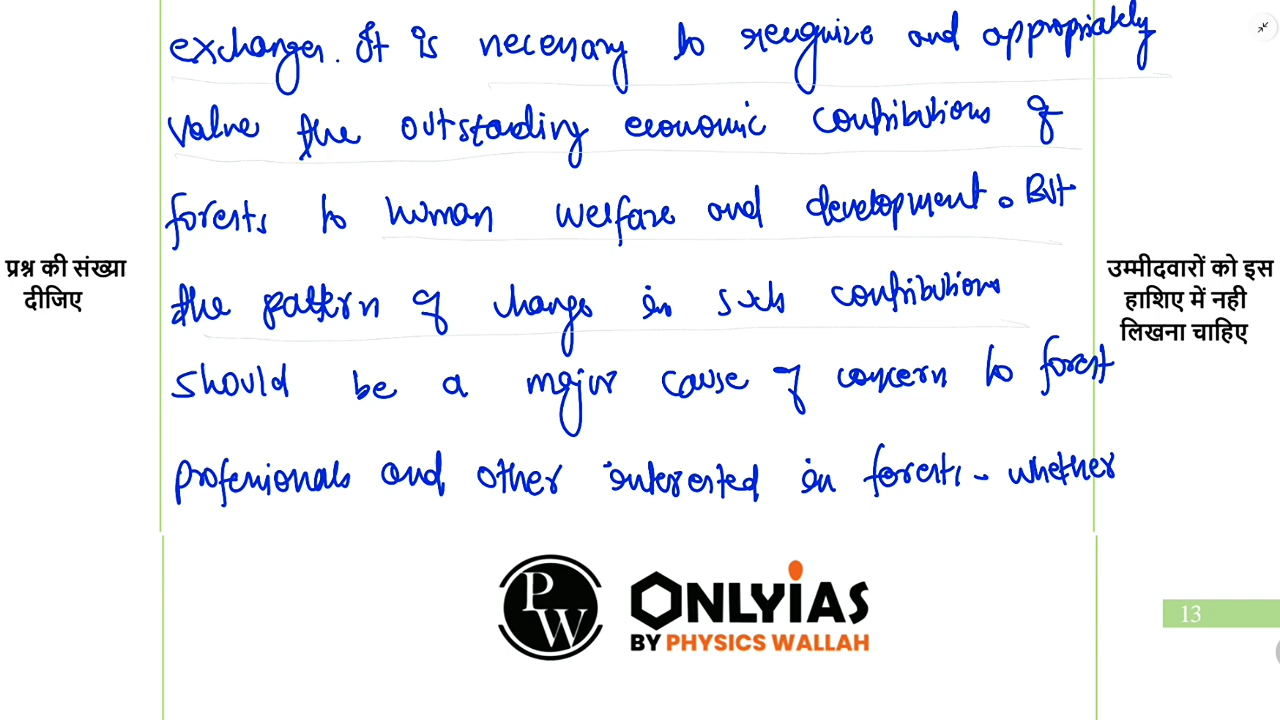 exchanges. It is necessary to recognize and appropriately
value the outstanding economic contributions of
forests to human welfare and development. But
the pattern of change in such contributions
should be a major cause of concern to forest
professionals and other interested in forests - whether
प्रश्न की संख्या
दीजिए
उम्मीदवारों को इस
हाशिए में नही
लिखना चाहिए
PW
ONLYIAS
BY PHYSICS WALLAH
13